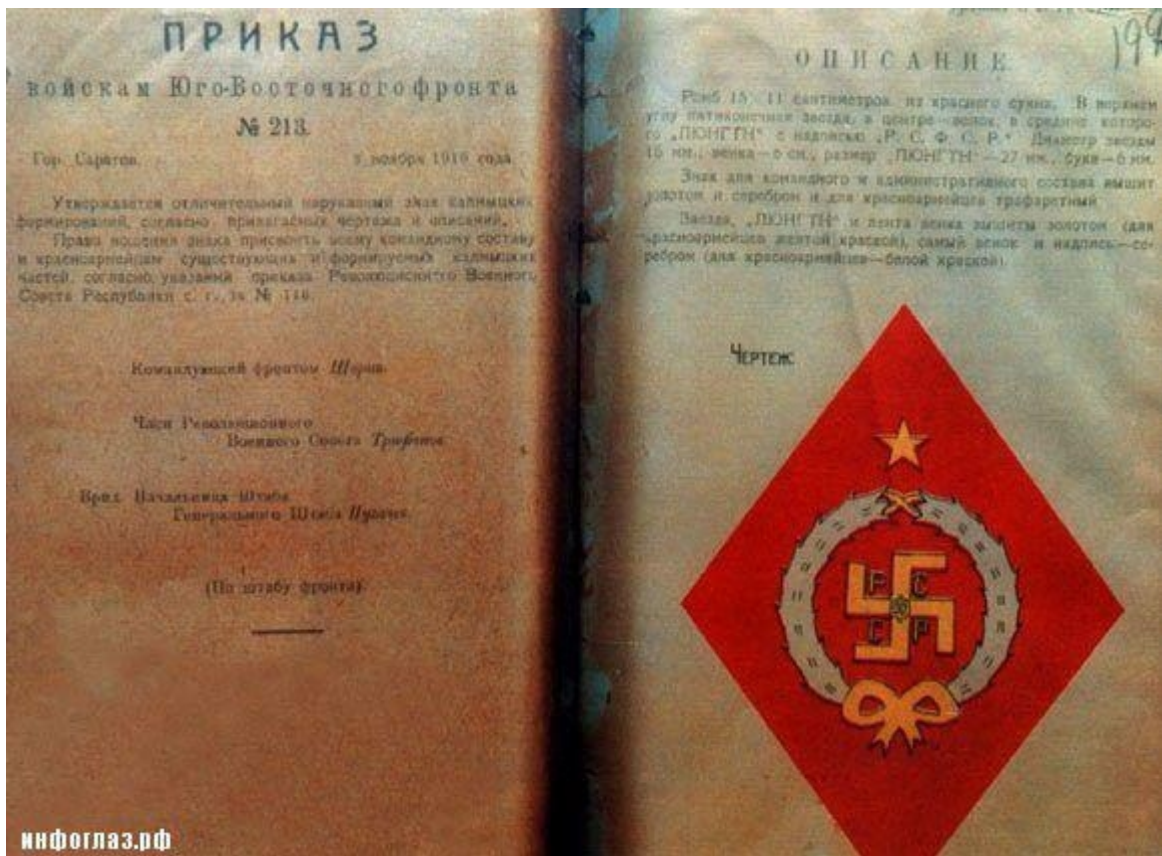 ПРИКАЗ
войскам Юго-Восточного фронта
№ 213.
Гор. Саратов. ноября 1919 года.
Утверждается отличительный нарукавный знак калмыцких
формирований, согласно прилагаемых чертежа и описания.
Право ношения знака присвоить всему командному составу
и красноармейцам существующих и формируемых калмыцких
частей, согласно указаний приказа Революционного Военного
Совета Республики с. г. за № 116.
Командующий фронтом Шорин.
Член Революционного
Военного Совета Трифонов.
Врид. Начальника Штаба
Генерального Штаба Пугачев.
(По штабу фронта).
ОПИСАНИЕ.
Ромб 15 11 сантиметров из красного сукна. В верхнем
углу пятиконечная звезда, в центре—венок, в средине которо-
го „ЛЮНГТН" с надписью „Р. С. Ф. С. Р." Диаметр звезды
15 мм., венка—6 см., размер „ЛЮНГТН"—27 мм., букв—6 мм.
Знак для командного и административного состава вышит
золотом и серебром и для красноармейцев трафаретный.
Звезда, „ЛЮНГТН" и лента венка вышиты золотом (для
красноармейцев желтой краской), самый венок и надпись—се-
ребром (для красноармейцев—белой краской).
Чертеж
Р С
Ф
С Р
инфоглаз.рф